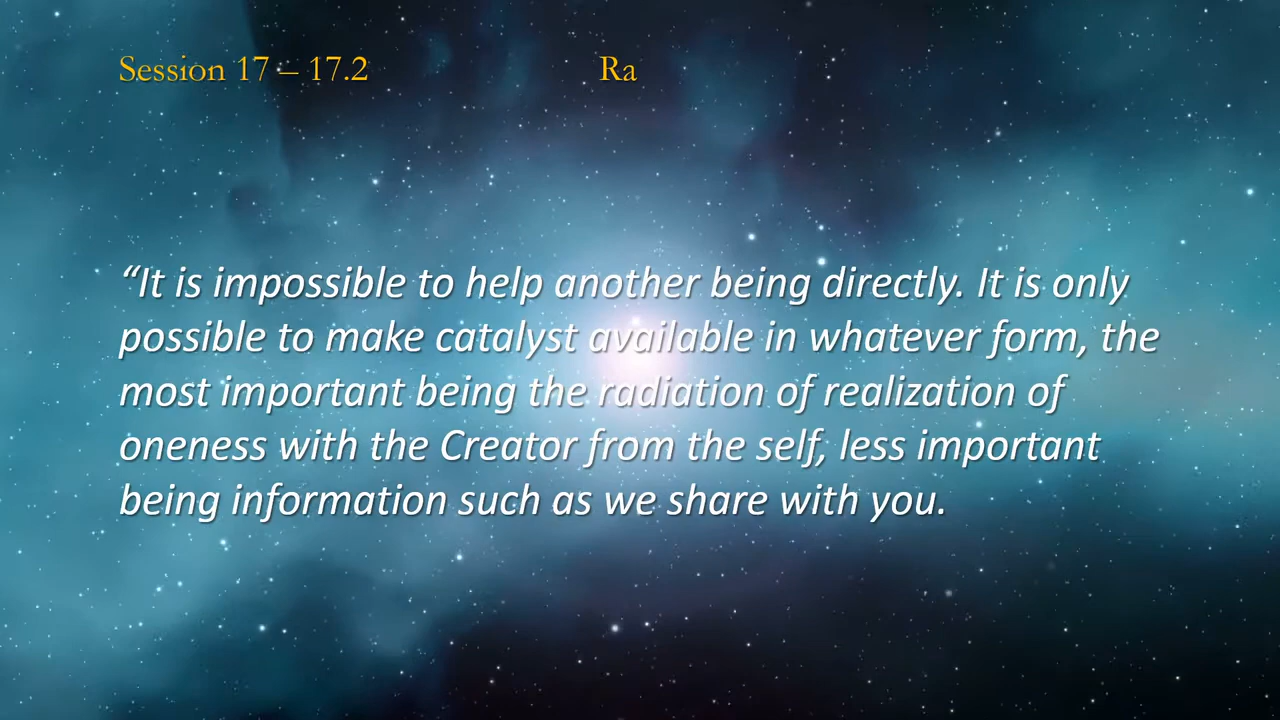 Session 17 – 17.2 Ra
“It is impossible to help another being directly. It is only
possible to make catalyst available in whatever form, the
most important being the radiation of realization of
oneness with the Creator from the self, less important
being information such as we share with you.